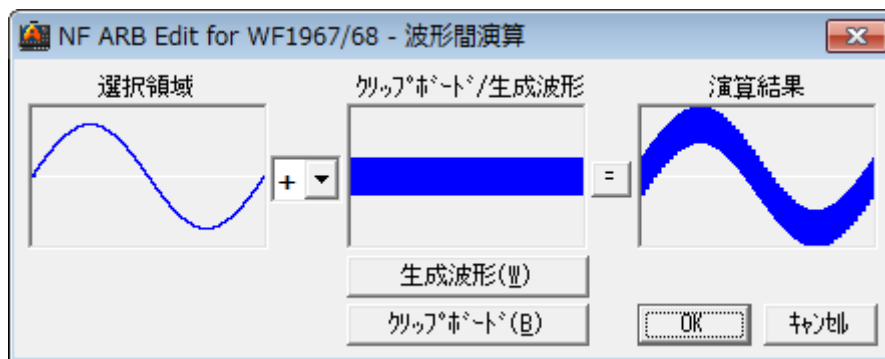 NF ARB Edit for WF1967/68 - 波形間演算
選択領域
ｸﾘｯﾌﾟﾎﾞｰﾄﾞ/生成波形
演算結果
+
=
生成波形(W)
ｸﾘｯﾌﾟﾎﾞｰﾄﾞ(B)
OK
ｷｬﾝｾﾙ